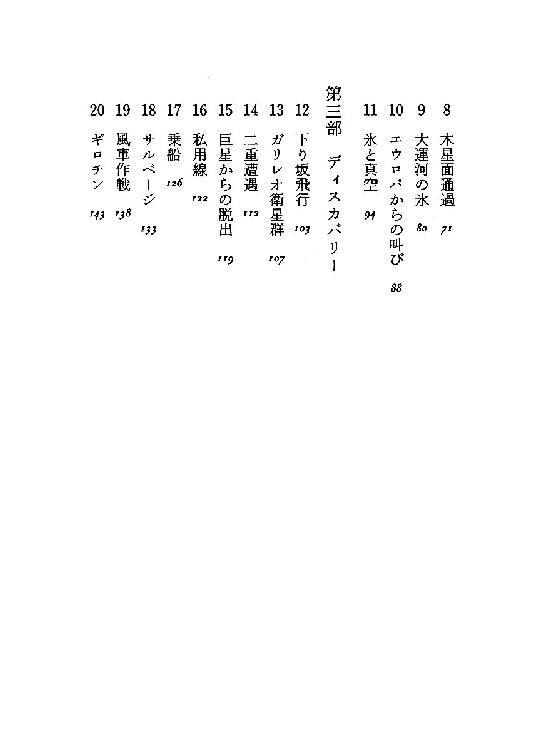 8 木星面通過 71
9 大運河の氷 80
10 エウロパからの叫び 88
11 氷と真空 94
第三部 ディスカバリー
12 下り坂飛行 103
13 ガリレオ衛星群 107
14 二重遭遇 112
15 巨星からの脱出 119
16 私用線 122
17 乗船 126
18 サルベージ 133
19 風車作戦 138
20 ギロチン 143